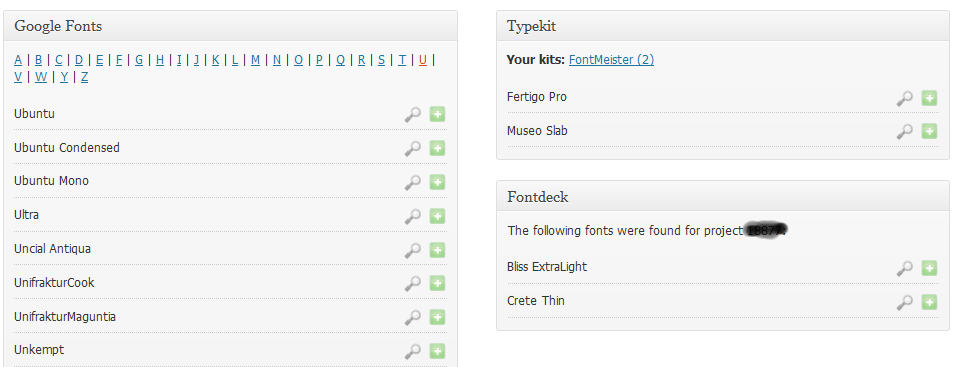 Google Fonts
A | B | C | D | E | F | G | H | I | J | K | L | M | N | O | P | Q | R | S | T | U |
V | W | Y | Z
Ubuntu
Ubuntu Condensed
Ubuntu Mono
Ultra
Uncial Antiqua
UnifrakturCook
UnifrakturMaguntia
Unkempt
Typekit
Your kits: FontMeister (2)
Fertigo Pro
Museo Slab
Fontdeck
The following fonts were found for project
Bliss ExtraLight
Crete Thin